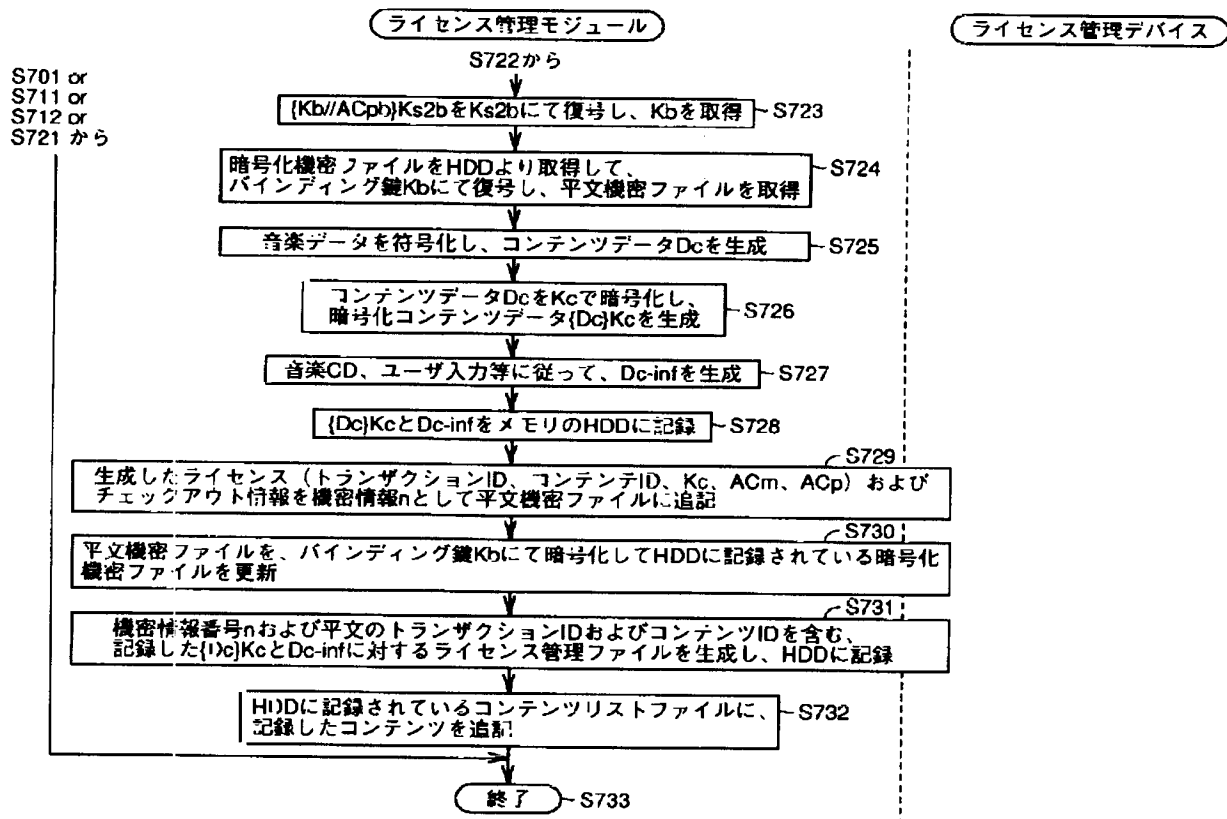 ライセンス管理モジュール
ライセンス管理デバイス
S722から
S701 or
S711 or
S712 or
S721 から
{Kb//ACpb}Ks2bをKs2bにて復号し、Kbを取得
S723
暗号化機密ファイルをHDDより取得して、
バインディング鍵Kbにて復号し、平文機密ファイルを取得
S724
音楽データを符号化し、コンテンツデータDcを生成
S725
コンテンツデータDcをKcで暗号化し、
暗号化コンテンツデータ{Dc}Kcを生成
S726
音楽CD、ユーザ入力等に従って、Dc-infを生成
S727
{Dc}KcとDc-infをメモリのHDDに記録
S728
S729
生成したライセンス（トランザクションID、コンテンテID、Kc、ACm、ACp）および
チェックアウト情報を機密情報nとして平文機密ファイルに追記
S730
平文機密ファイルを、バインディング鍵Kbにて暗号化してHDDに記録されている暗号化
機密ファイルを更新
S731
機密情報番号nおよび平文のトランザクションIDおよびコンテンツIDを含む、
記録した{Dc}KcとDc-infに対するライセンス管理ファイルを生成し、HDDに記録
HDDに記録されているコンテンツリストファイルに、
記録したコンテンツを追記
S732
終了
S733